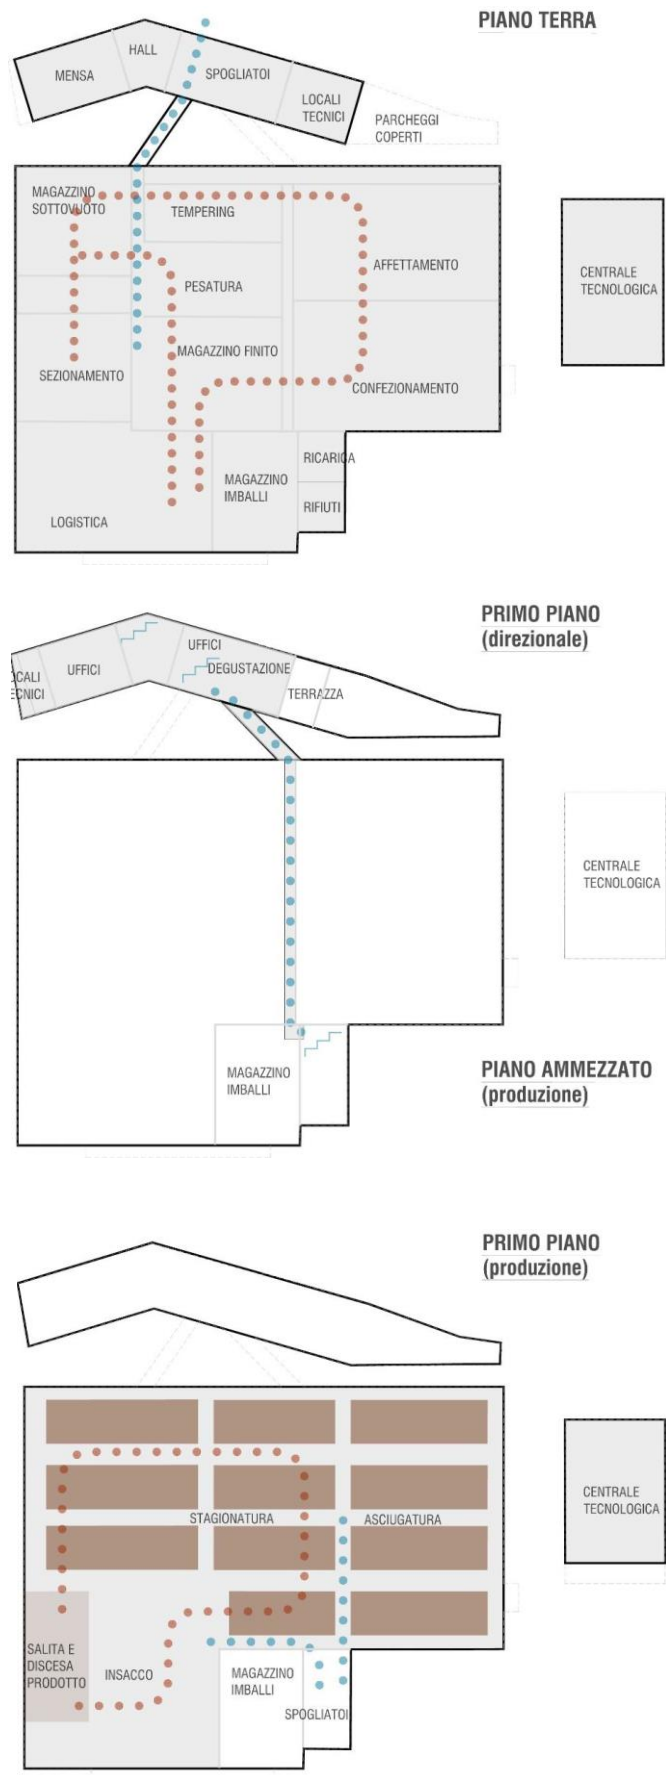 PIANO TERRA
HALL
MENSA
SPOGLIATOI
LOCALI
TECNICI
PARCHEGGI
COPERTI
MAGAZZINO
SOTTOVUOTO
TEMPERING
AFFETTAMENTO
CENTRALE
TECNOLOGICA
PESATURA
MAGAZZINO FINITO
SEZIONAMENTO
CONFEZIONAMENTO
RICARICA
MAGAZZINO
IMBALLI
RIFIUTI
LOGISTICA
PRIMO PIANO
(direzionale)
UFFICI
UFFICI
DEGUSTAZIONE
OCALI
ECNICI
TERRAZZA
CENTRALE
TECNOLOGICA
MAGAZZINO
IMBALLI
PIANO AMMEZZATO
(produzione)
PRIMO PIANO
(produzione)
CENTRALE
TECNOLOGICA
STAGIONATURA
ASCIUGATURA
SALITA E
DISCESA
PRODOTTO
INSACCO
MAGAZZINO
IMBALLI
SPOGLIATOI